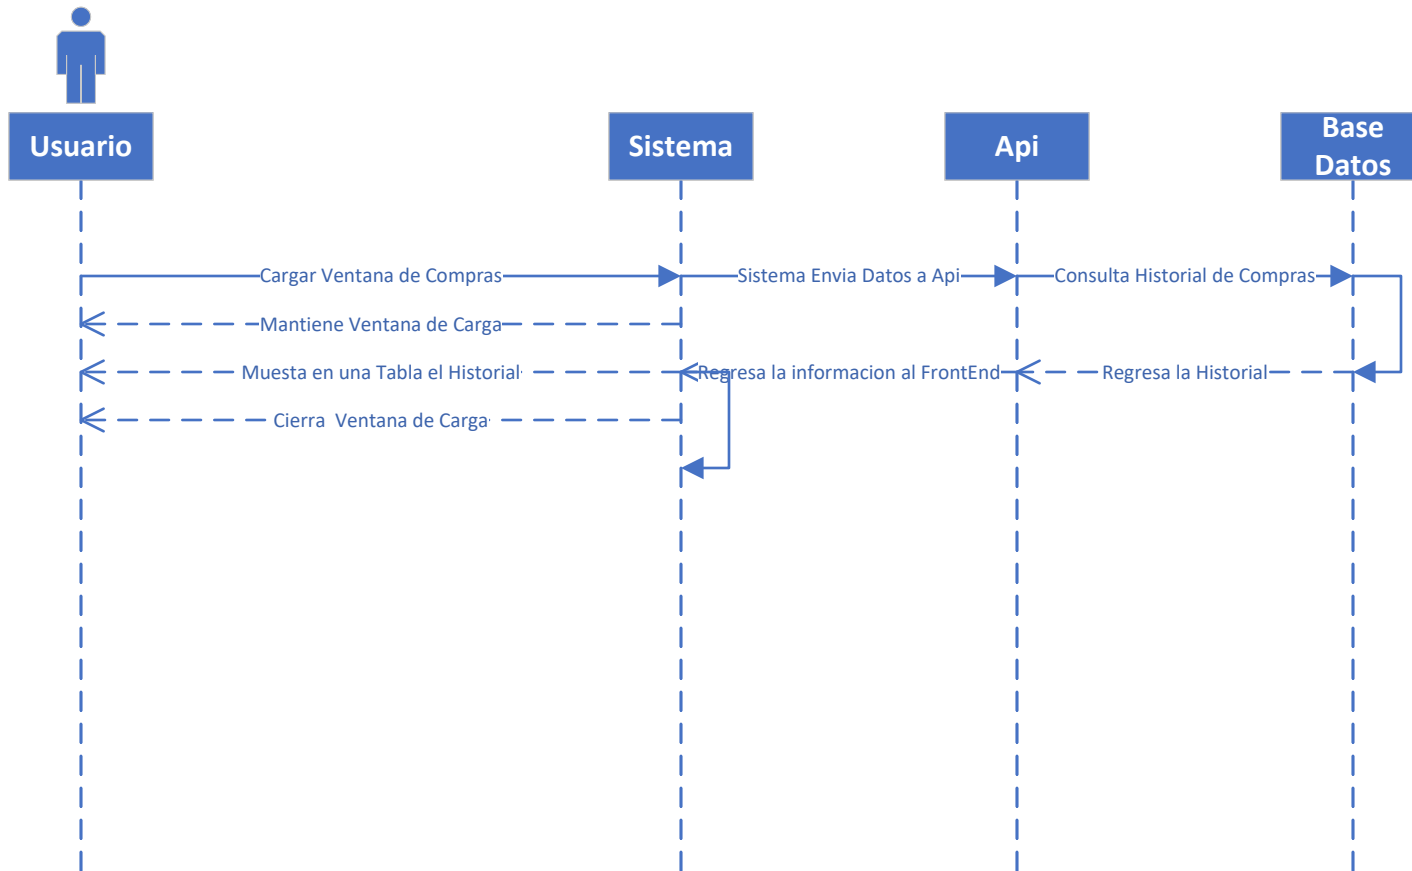 Usuario
Sistema
Api
Base
Datos
Cargar Ventana de Compras
Sistema Envia Datos a Api
Consulta Historial de Compras
Mantiene Ventana de Carga
Muesta en una Tabla el Historial
Regresa la informacion al FrontEnd
Regresa la Historial
Cierra  Ventana de Carga